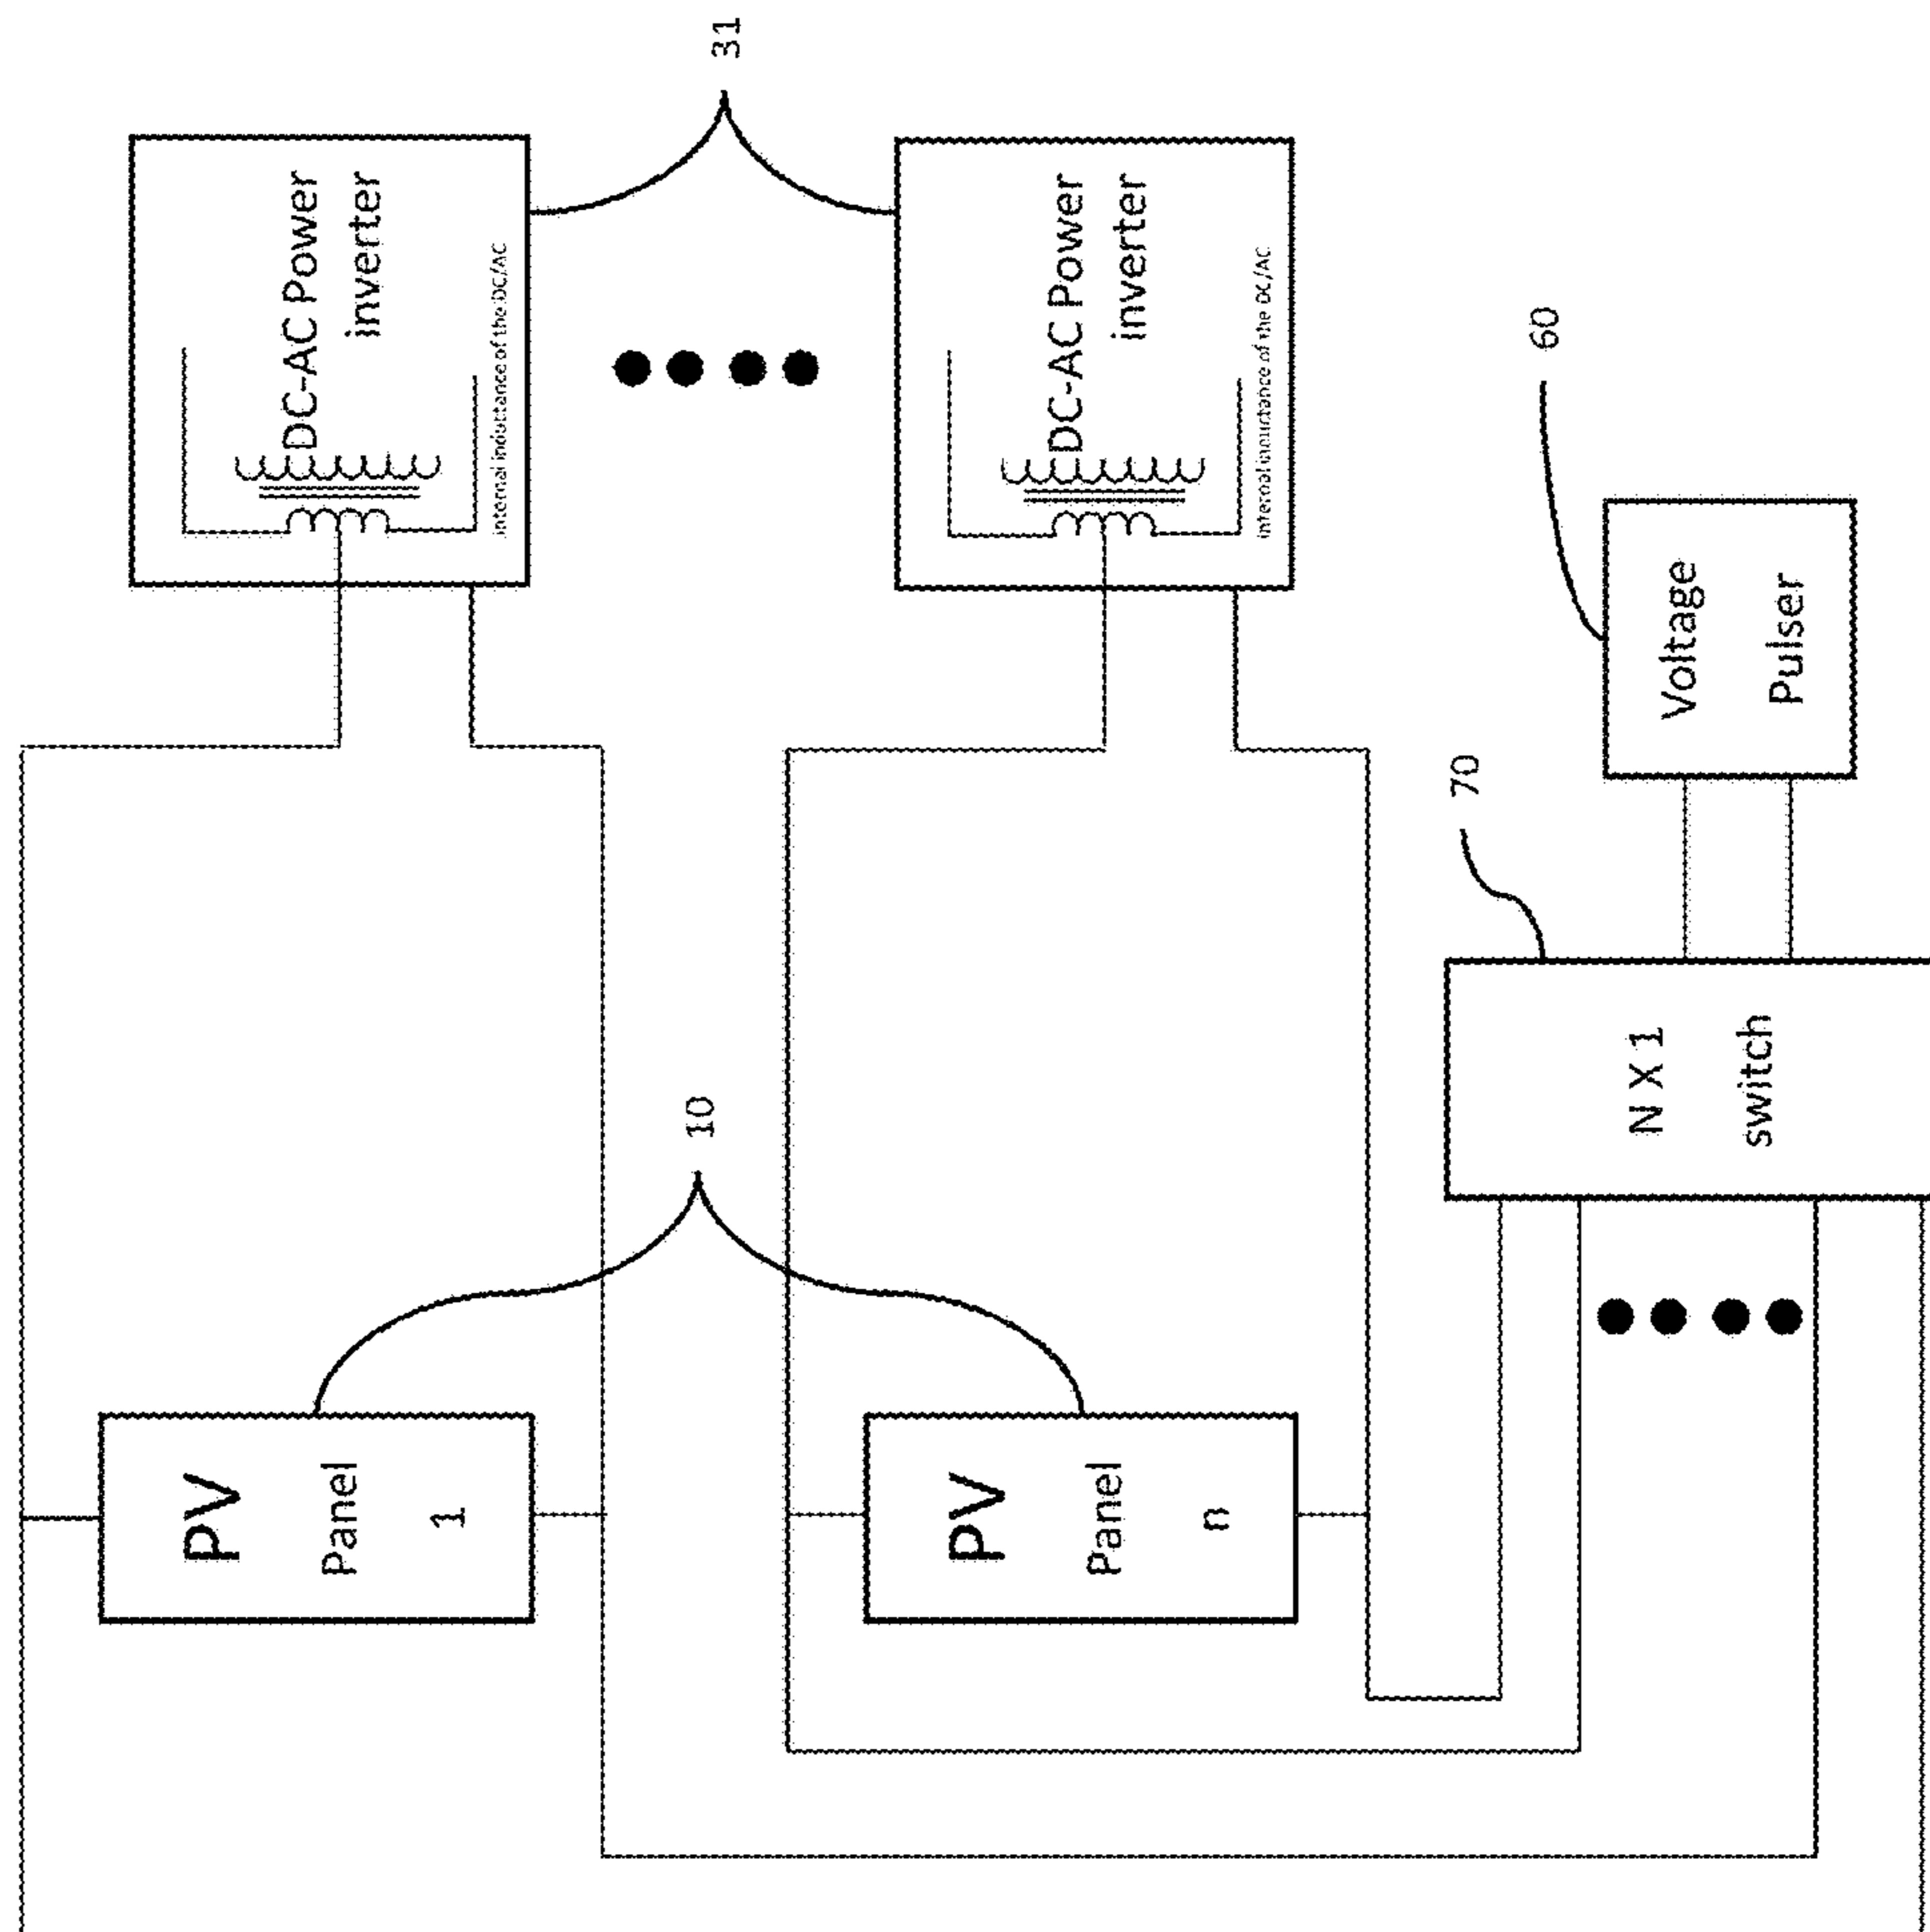 PV
Panel
1
10
DC-AC Power
inverter
internal inductance of the DC/AC
31
PV
Panel
n
DC-AC Power
inverter
internal inductance of the DC/AC
N X 1
switch
70
Voltage
Pulser
60